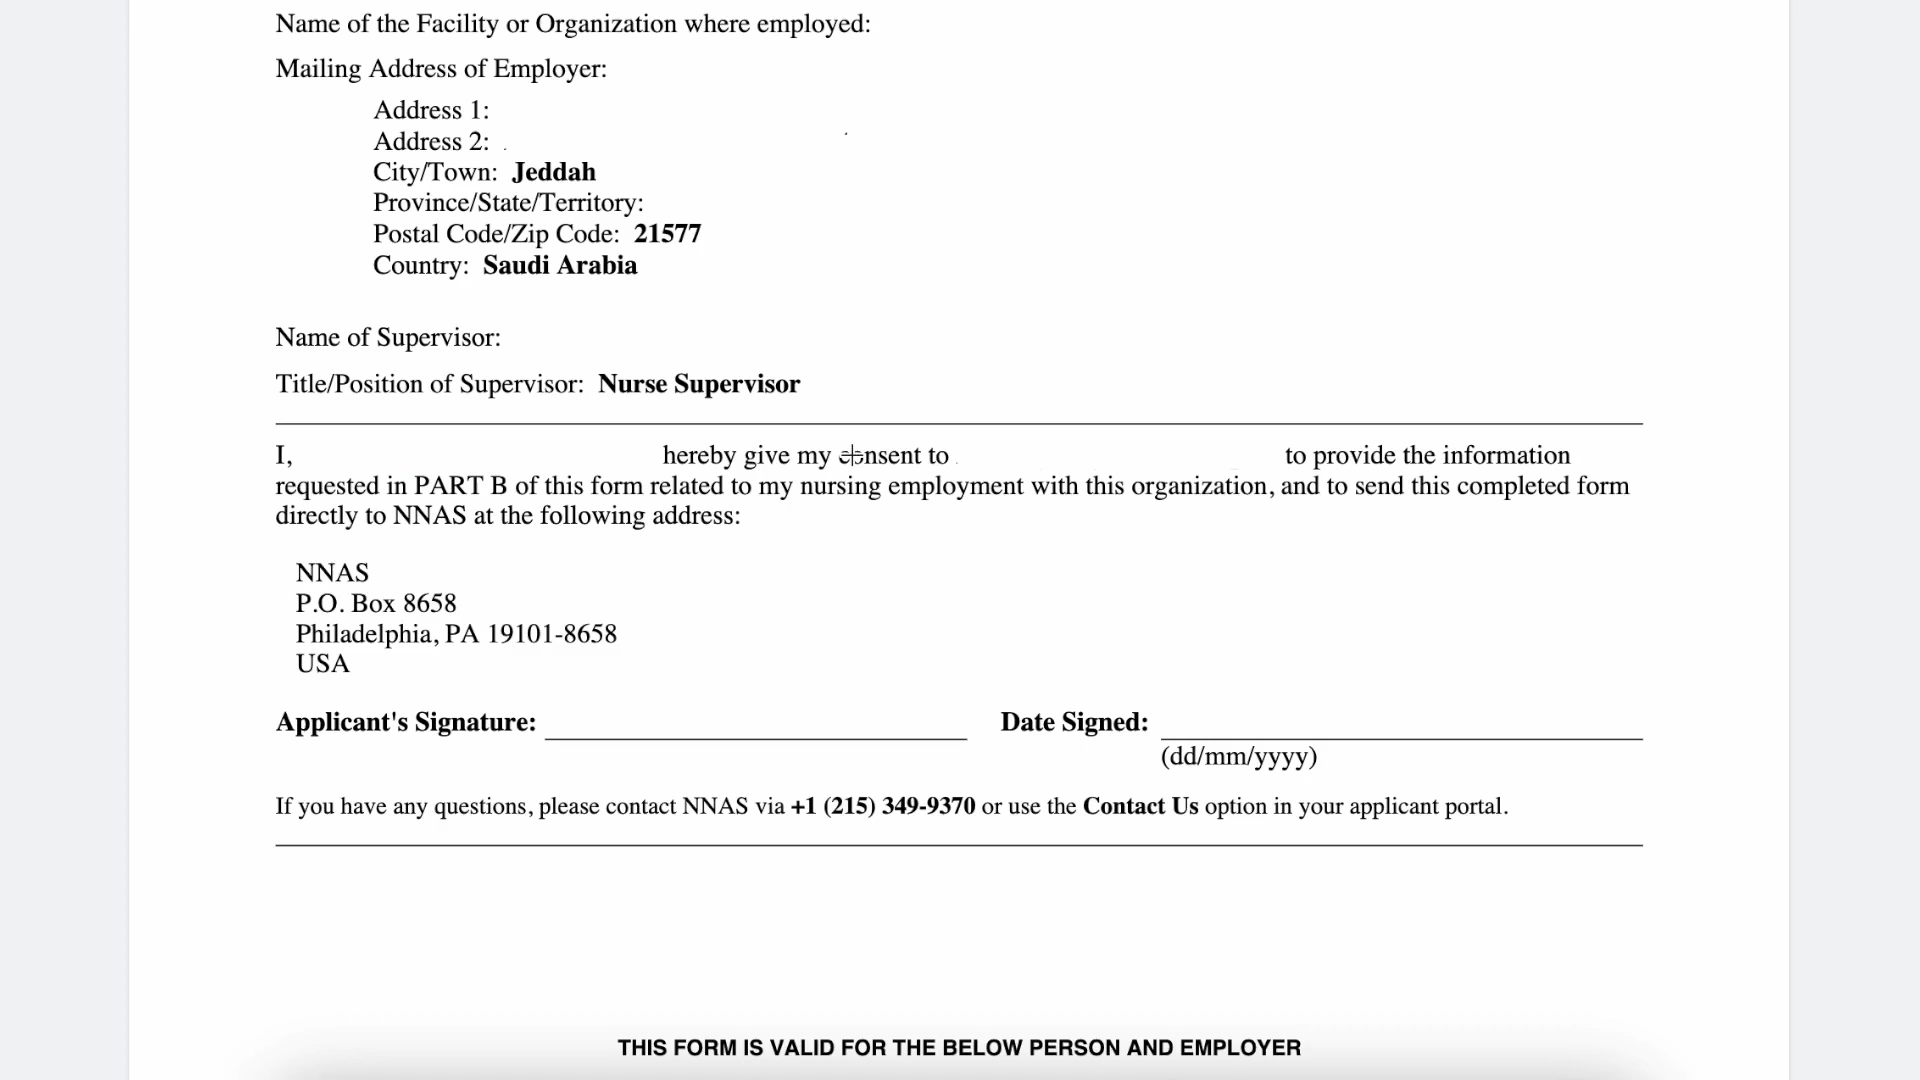 Name of the Facility or Organization where employed:
Mailing Address of Employer:
Address 1:
Address 2:
City/Town: Jeddah
Province/State/Territory:
Postal Code/Zip Code: 21577
Country: Saudi Arabia
Name of Supervisor:
Title/Position of Supervisor: Nurse Supervisor
I, hereby give my consent to to provide the information
requested in PART B of this form related to my nursing employment with this organization, and to send this completed form
directly to NNAS at the following address:
NNAS
P.O. Box 8658
Philadelphia, PA 19101-8658
USA
Applicant's Signature: Date Signed:
(dd/mm/yyyy)
If you have any questions, please contact NNAS via +1 (215) 349-9370 or use the Contact Us option in your applicant portal.
THIS FORM IS VALID FOR THE BELOW PERSON AND EMPLOYER